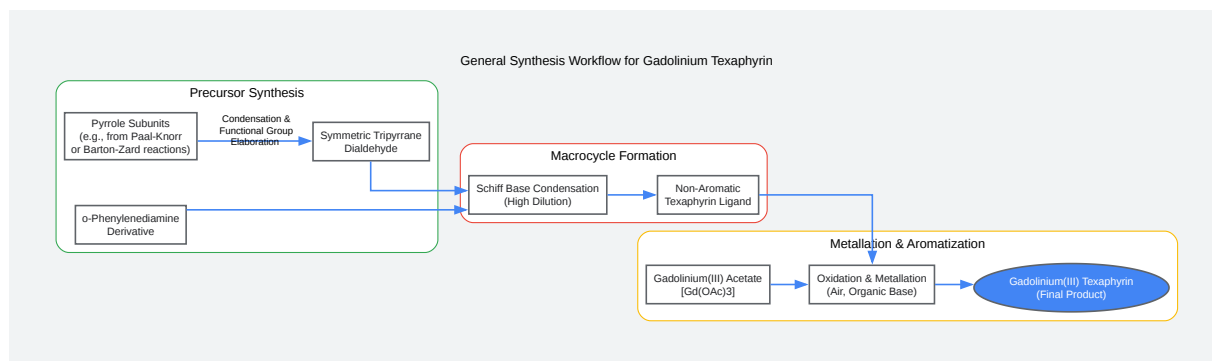 General Synthesis Workflow for Gadolinium Texaphyrin
Precursor Synthesis
Pyrrole Subunits
(e.g., from Paal-Knorr
or Barton-Zard reactions)
Condensation &
Functional Group
Elaboration
Symmetric Tripyrrane
Dialdehyde
o-Phenylenediamine
Derivative
Macrocycle Formation
Schiff Base Condensation
(High Dilution)
Non-Aromatic
Texaphyrin Ligand
Metallation & Aromatization
Gadolinium(III) Acetate
[Gd(OAc)3]
Oxidation & Metallation
(Air, Organic Base)
Gadolinium(III) Texaphyrin
(Final Product)